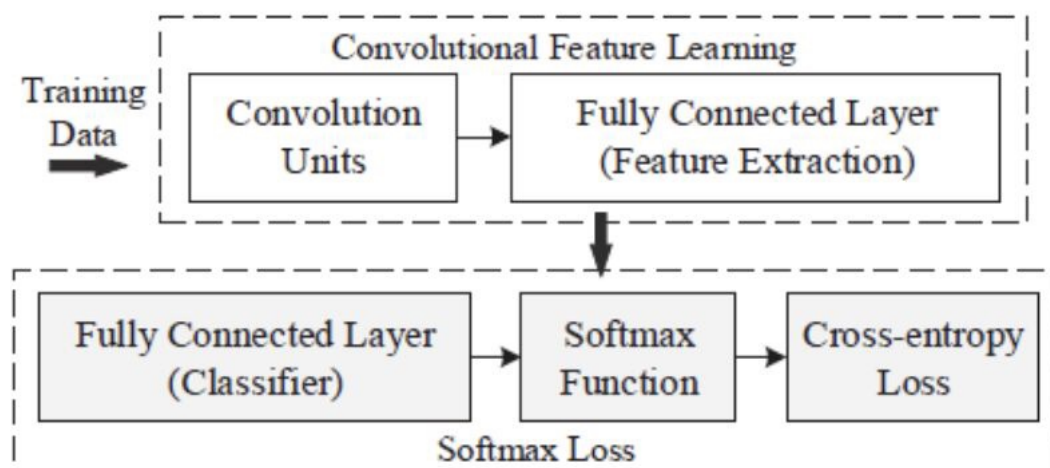 Convolutional Feature Learning
Training
Data
Convolution
Units
Fully Connected Layer
(Feature Extraction)
Fully Connected Layer
(Classifier)
Softmax
Function
Cross-entropy
Loss
Softmax Loss